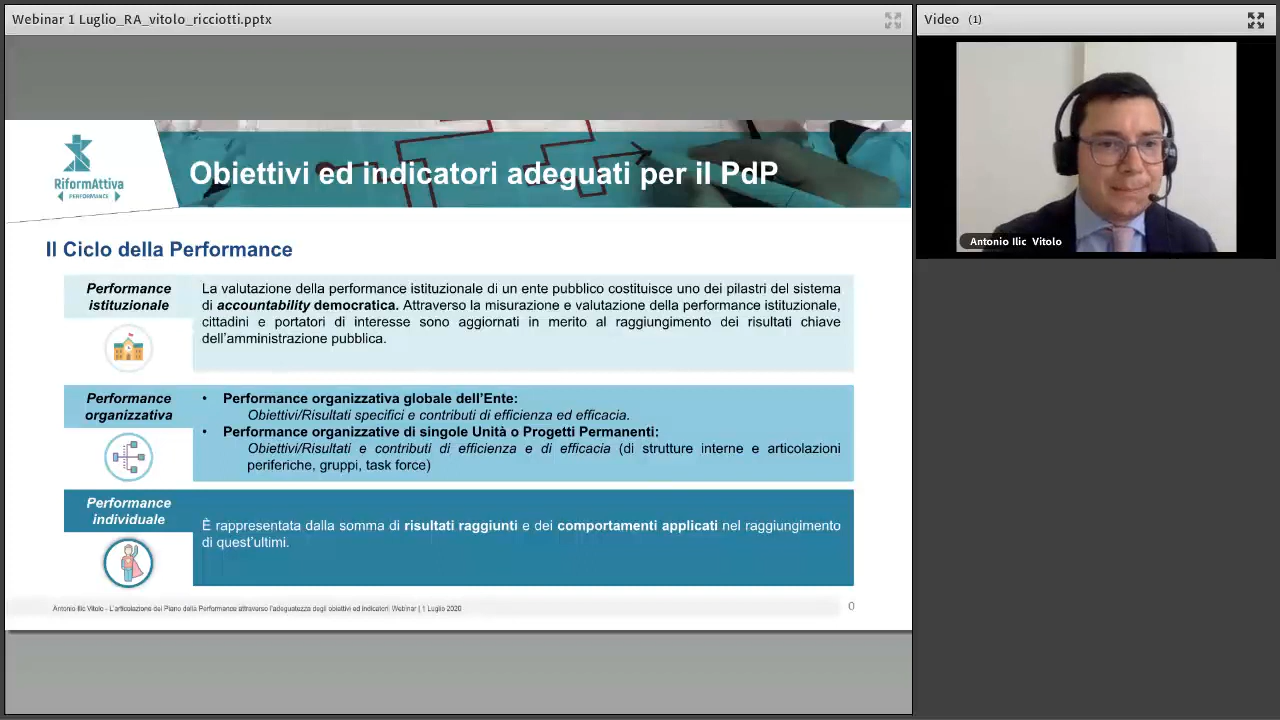 Webinar 1 Luglio_RA_vitolo_ricciotti.pptx
Video (1)
RiformAttiva
PERFORMANCE
Obiettivi ed indicatori adeguati per il PdP
Antonio Ilic Vitolo
Il Ciclo della Performance
Performance
istituzionale
La valutazione della performance istituzionale di un ente pubblico costituisce uno dei pilastri del sistema
di accountability democratica. Attraverso la misurazione e valutazione della performance istituzionale,
cittadini e portatori di interesse sono aggiornati in merito al raggiungimento dei risultati chiave
dell'amministrazione pubblica.
Performance
organizzativa
• Performance organizzativa globale dell'Ente:
Obiettivi/Risultati specifici e contributi di efficienza ed efficacia.
• Performance organizzative di singole Unità o Progetti Permanenti:
Obiettivi/Risultati e contributi di efficienza e di efficacia (di strutture interne e articolazioni
periferiche, gruppi, task force)
Performance
individuale
È rappresentata dalla somma di risultati raggiunti e dei comportamenti applicati nel raggiungimento
di quest'ultimi.
Antonio Ilic Vitolo - L'articolazione del Piano della Performance attraverso l'adeguatezza degli obiettivi ed indicatori Webinar | 1 Luglio 2020
0